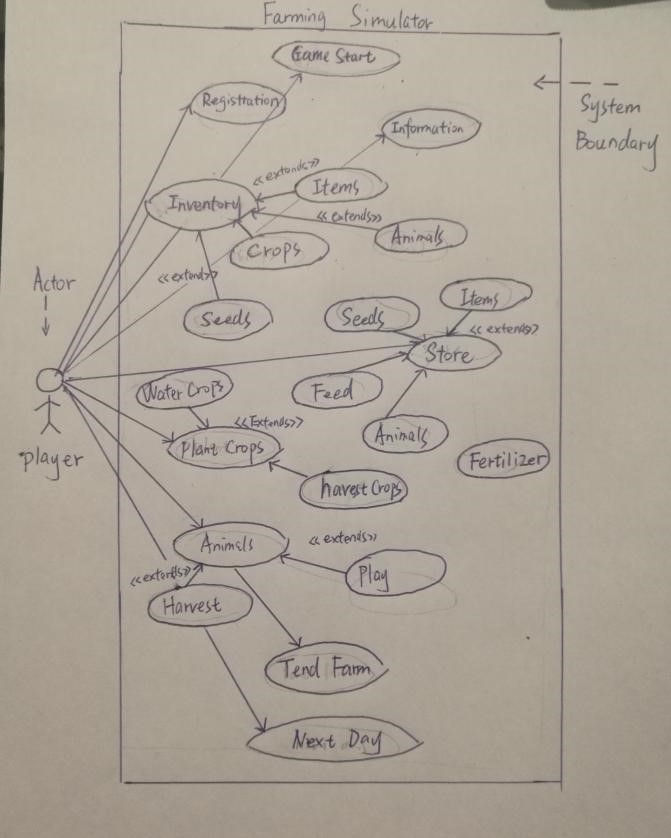 Farming Simulator
Game Start
Registration
System
Boundary
Information
<<extends>>
Items
Inventory
<<extends>>
Animals
Crops
<<extend>>
Actor
Seeds
Seeds
Items
<<extends>>
Store
Water Crops
Feed
<<Extends>>
Plant Crops
Animals
Fertilizer
player
harvest Crops
Animals
<<extends>>
Play
<<extends>>
Harvest
Tend Farm
Next Day